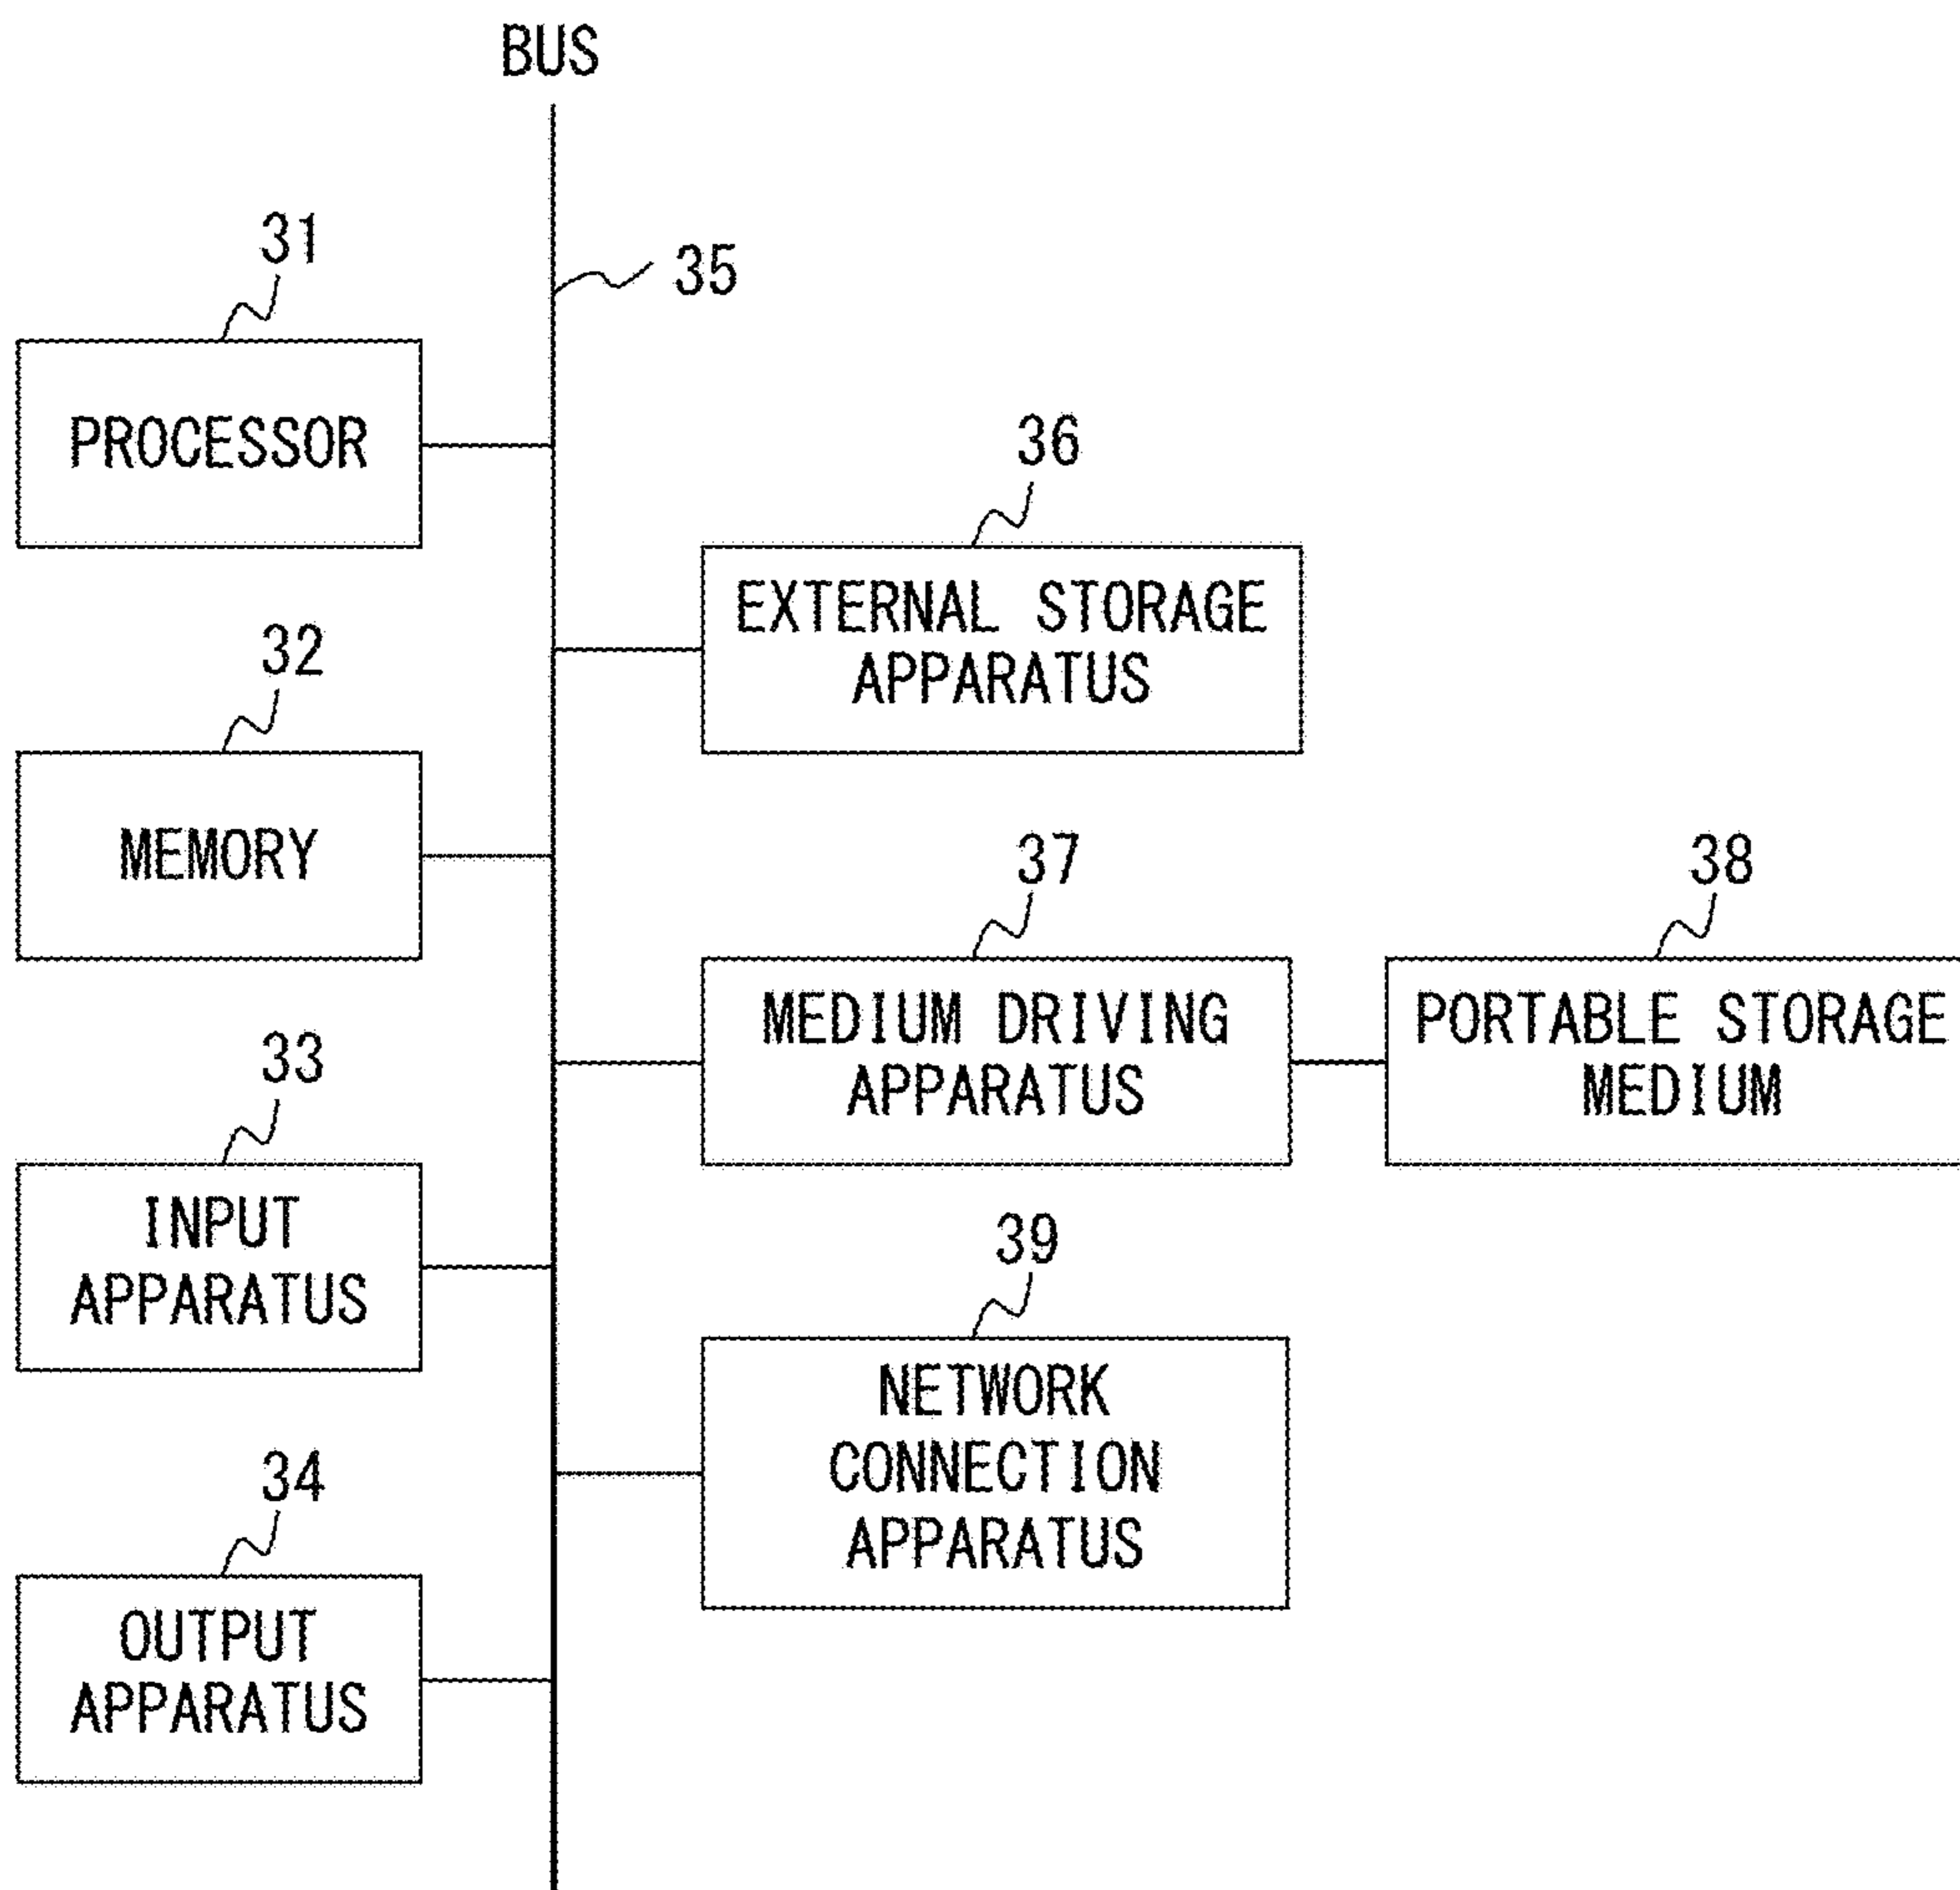 BUS
31
35
PROCESSOR
36
EXTERNAL STORAGE
APPARATUS
32
MEMORY
37
38
MEDIUM DRIVING
APPARATUS
PORTABLE STORAGE
MEDIUM
33
INPUT
APPARATUS
39
NETWORK
CONNECTION
APPARATUS
34
OUTPUT
APPARATUS